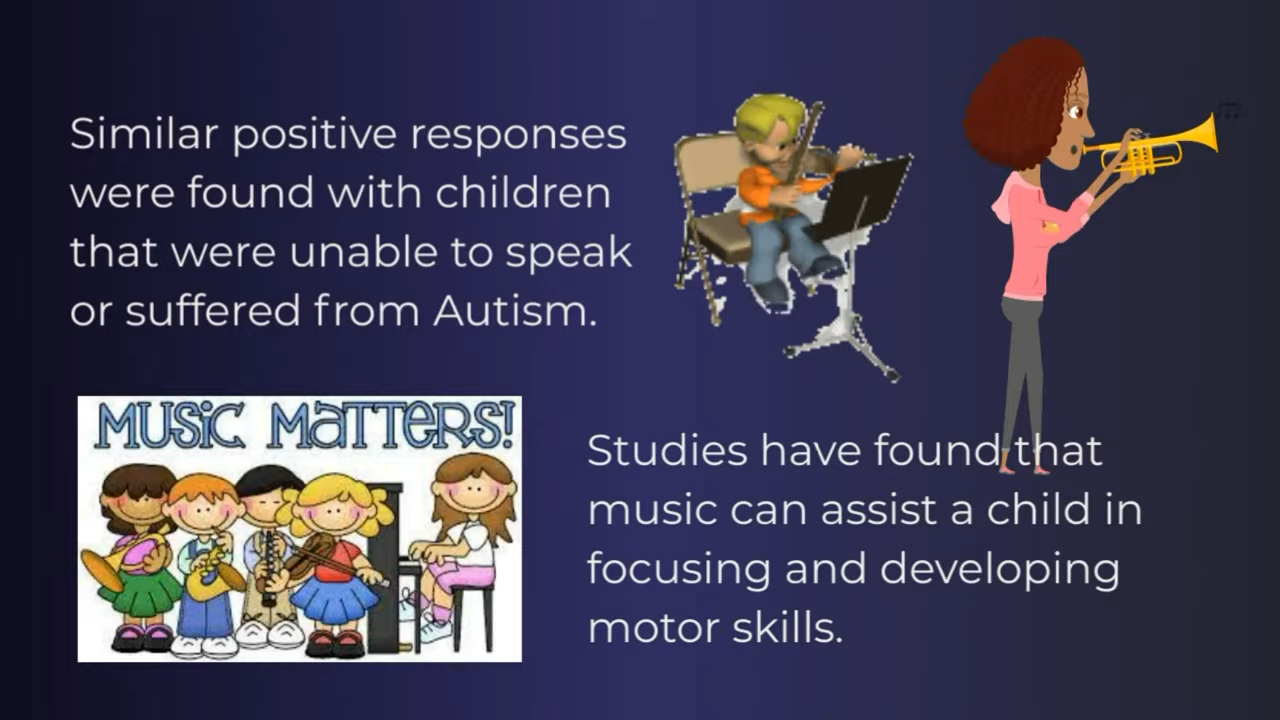 Similar positive responses
were found with children
that were unable to speak
or suffered from Autism.
MUSiC MaTTeRS!
Studies have found that
music can assist a child in
focusing and developing
motor skills.